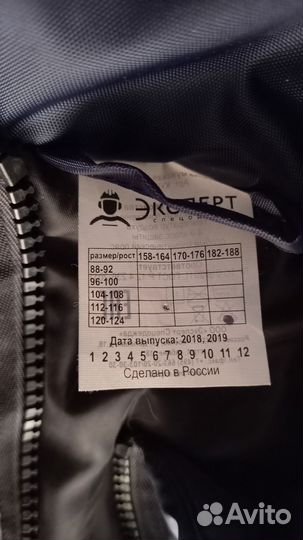 ЭКСПЕРТ
спецо
размер/рост 158-164 170-176 182-188
88-92
96-100
104-108
112-116
120-124
Дата выпуска: 2018, 2019
1 2 3 4 5 6 7 8 9 10 11 12
Сделано в России
Avito